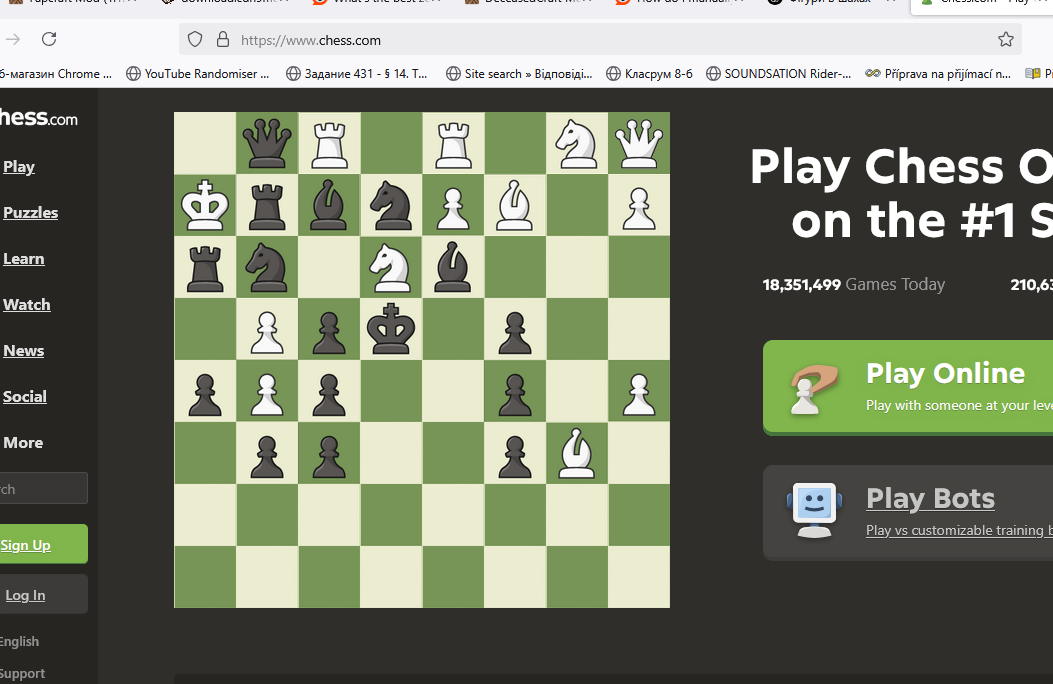 https://www.chess.com
б-магазин Chrome ...
YouTube Randomiser ...
Задание 431 - § 14. Т...
Site search » Відповіді...
Класрум 8-б
SOUNDSATION Rider-...
Příprava na přijímací n...
hess.com
Play
Puzzles
Learn
Watch
News
Social
More
rch
Sign Up
Log In
English
Support
Play Chess O
on the #1 S
18,351,499 Games Today
210,63
Play Online
Play with someone at your leve
Play Bots
Play vs customizable training b